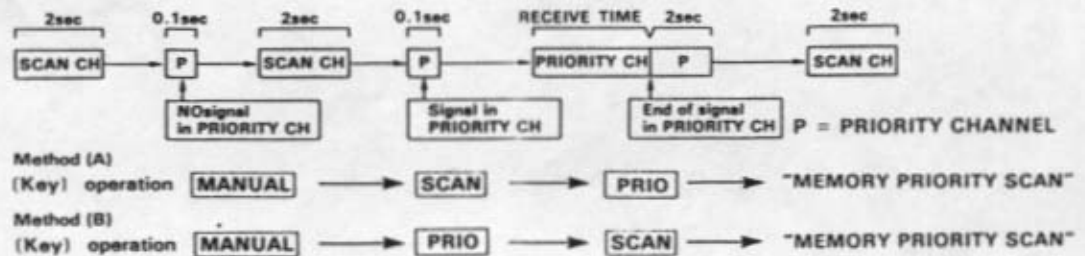 2sec 0.1sec 2sec 0.1sec RECEIVE TIME 2sec 2sec
SCAN CH P SCAN CH P PRIORITY CH P SCAN CH
NOsignal in PRIORITY CH
Signal in PRIORITY CH
End of signal in PRIORITY CH
P = PRIORITY CHANNEL
Method (A)
(Key) operation MANUAL SCAN PRIO "MEMORY PRIORITY SCAN"
Method (B)
(Key) operation MANUAL PRIO SCAN "MEMORY PRIORITY SCAN"